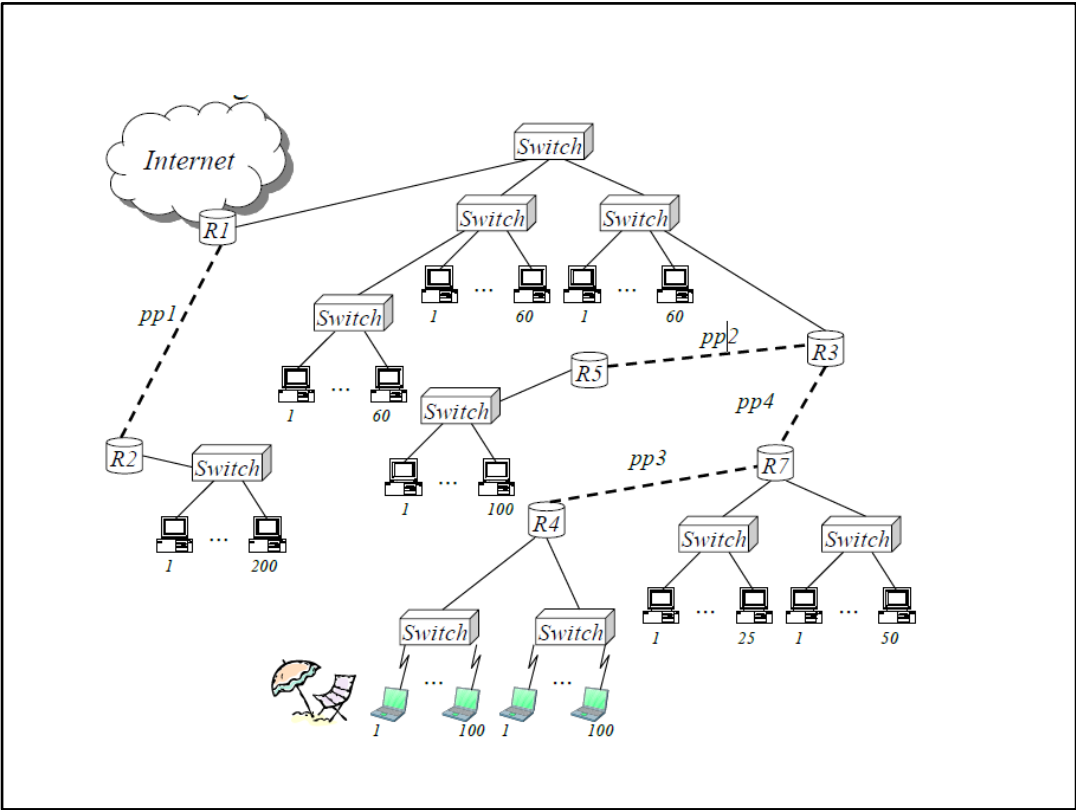 Switch
Internet
Switch Switch
R1
... ...
1 60 1 60
pp1
Switch
pp2
R3
R5
...
1 60
Switch
pp4
R2
Switch
pp3
R7
...
1 100
R4
...
1 200
Switch Switch
Switch Switch
... ...
1 25 1 50
... ...
1 100 1 100